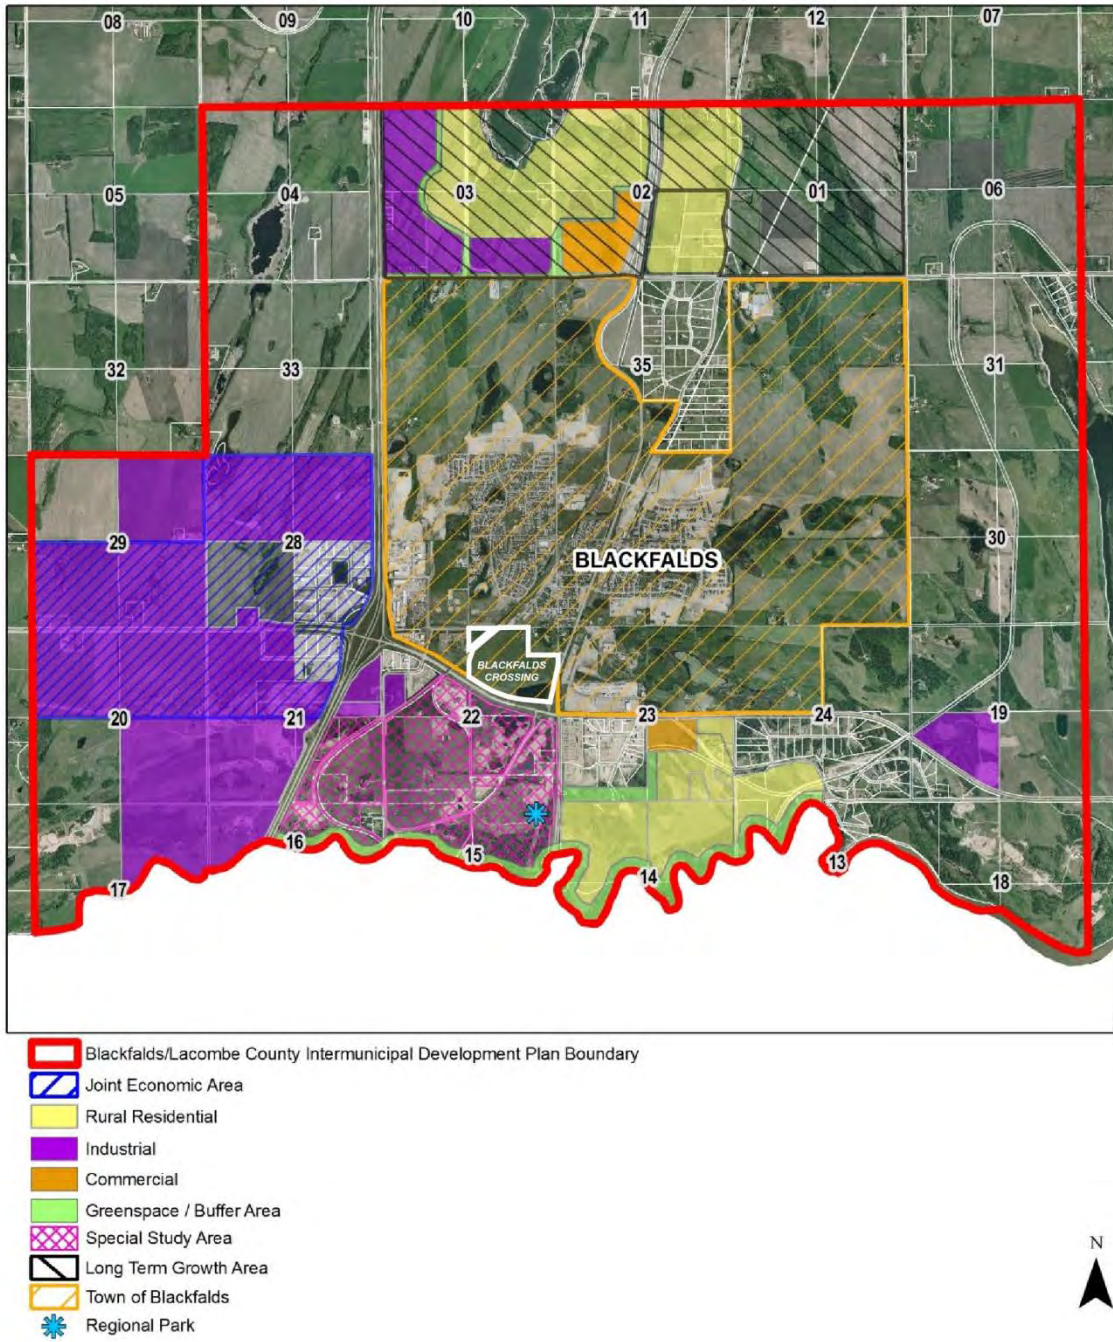 08 09 10 11 12 07
05 04 03 02 01 06
32 33 35 31
29 28 30
BLACKFALDS
BLACKFALDS
CROSSING
20 21 22 23 24 19
17 16 15 14 13 18
Blackfalds/Lacombe County Intermunicipal Development Plan Boundary
Joint Economic Area
Rural Residential
Industrial
Commercial
Greenspace / Buffer Area
Special Study Area
Long Term Growth Area
Town of Blackfalds
Regional Park
N